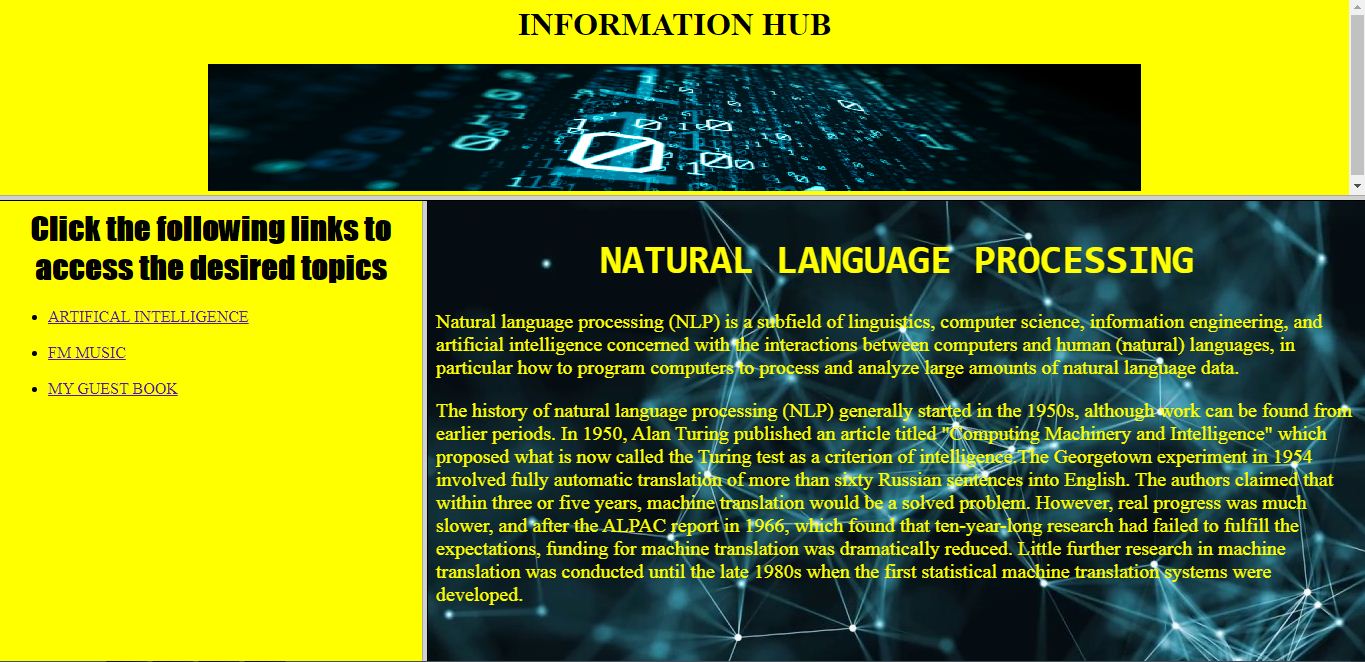 INFORMATION HUB
Click the following links to
access the desired topics
ARTIFICAL INTELLIGENCE
FM MUSIC
MY GUEST BOOK
NATURAL LANGUAGE PROCESSING
Natural language processing (NLP) is a subfield of linguistics, computer science, information engineering, and
artificial intelligence concerned with the interactions between computers and human (natural) languages, in
particular how to program computers to process and analyze large amounts of natural language data.
The history of natural language processing (NLP) generally started in the 1950s, although work can be found from
earlier periods. In 1950, Alan Turing published an article titled "Computing Machinery and Intelligence" which
proposed what is now called the Turing test as a criterion of intelligence.The Georgetown experiment in 1954
involved fully automatic translation of more than sixty Russian sentences into English. The authors claimed that
within three or five years, machine translation would be a solved problem. However, real progress was much
slower, and after the ALPAC report in 1966, which found that ten-year-long research had failed to fulfill the
expectations, funding for machine translation was dramatically reduced. Little further research in machine
translation was conducted until the late 1980s when the first statistical machine translation systems were
developed.